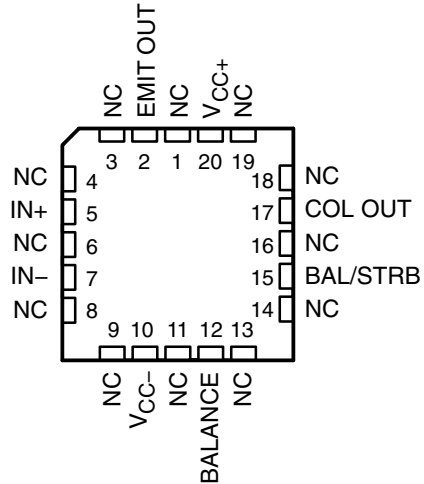 NC
EMIT OUT
NC
VCC+
NC
3 2 1 20 19
NC 4
IN+ 5
NC 6
IN− 7
NC 8
18 NC
17 COL OUT
16 NC
15 BAL/STRB
14 NC
9 10 11 12 13
NC
VCC−
NC
BALANCE
NC